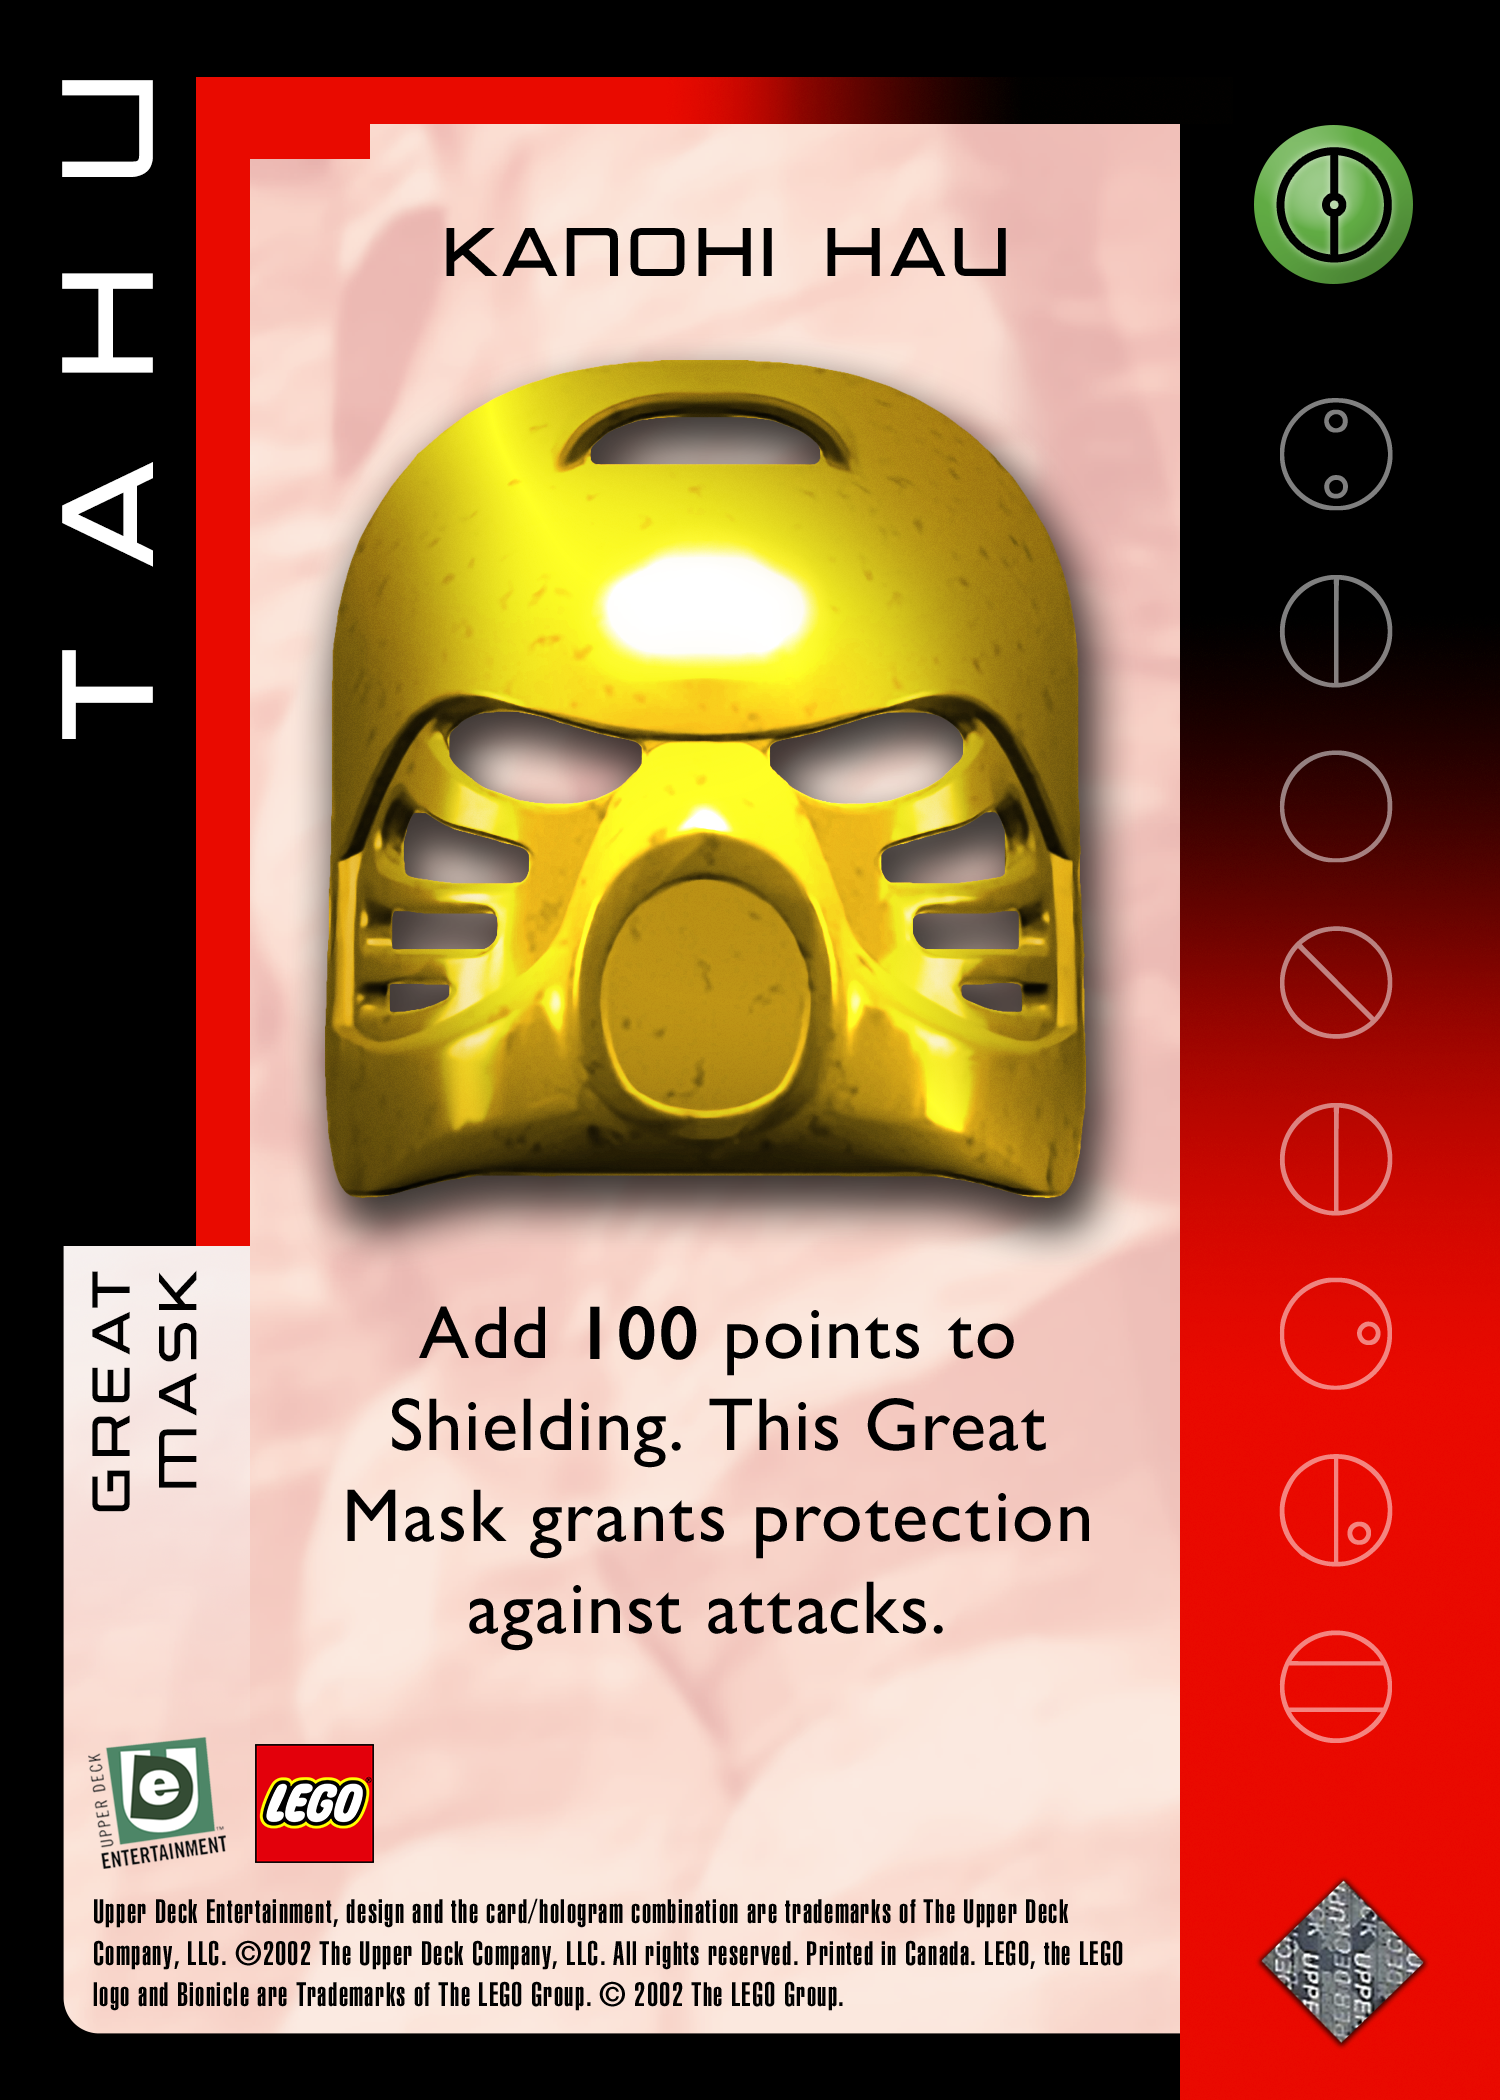 TAHU
KANOHI HAU
Add 100 points to
Shielding. This Great
Mask grants protection
against attacks.
GREAT
MASK
UPPER DECK
e
ENTERTAINMENT
™
LEGO
Upper Deck Entertainment, design and the card/hologram combination are trademarks of The Upper Deck
Company, LLC. ©2002 The Upper Deck Company, LLC. All rights reserved. Printed in Canada. LEGO, the LEGO
logo and Bionicle are Trademarks of The LEGO Group. © 2002 The LEGO Group.